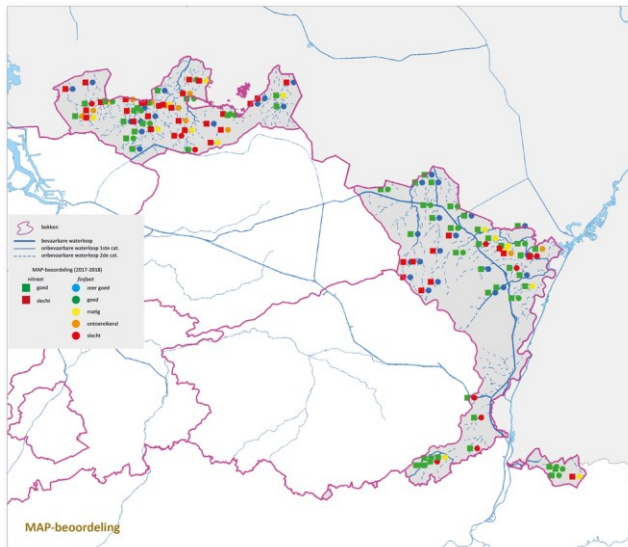 bekken
bevaarbare waterloop
onbevaarbare waterloop 1ste cat.
onbevaarbare waterloop 2de cat.
MAP-beoordeling (2017-2018)
nitraat fosfaat
goed zeer goed
slecht goed
matig
ontoereikend
slecht
MAP-beoordeling